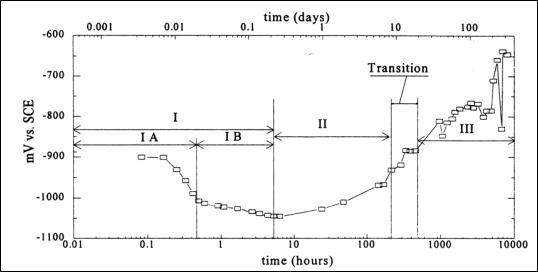 time (days)
0.001 0.01 0.1 1 10 100
-600
-700
-800
-900
-1000
-1100
mV vs. SCE
Transition
I
II
III
I A
I B
0.01 0.1 1 10 100 1000 10000
time (hours)